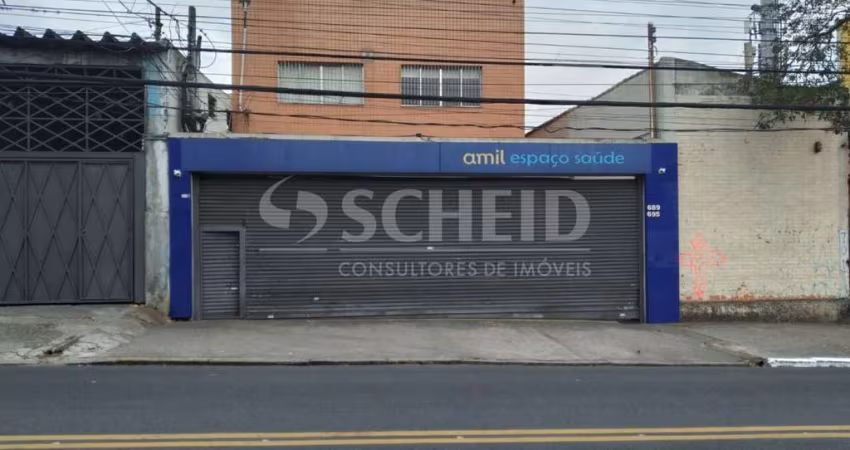 amil espaço saúde
689
695
SCHEID
CONSULTORES DE IMÓVEIS